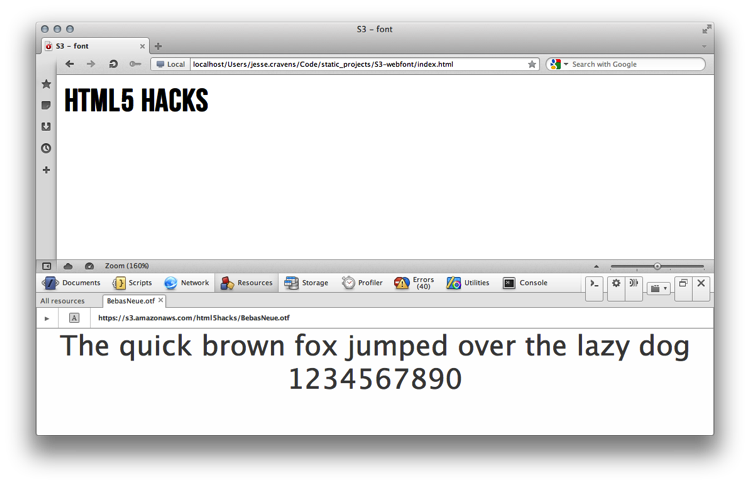 S3 – font
S3 – font
Local localhost/Users/jesse.cravens/Code/static_projects/S3-webfont/index.html Search with Google
HTML5 HACKS
Zoom (160%)
Documents Scripts Network Resources Storage Profiler Errors (40) Utilities Console
All resources BebasNeue.otf
A https://s3.amazonaws.com/html5hacks/BebasNeue.otf
The quick brown fox jumped over the lazy dog
1234567890